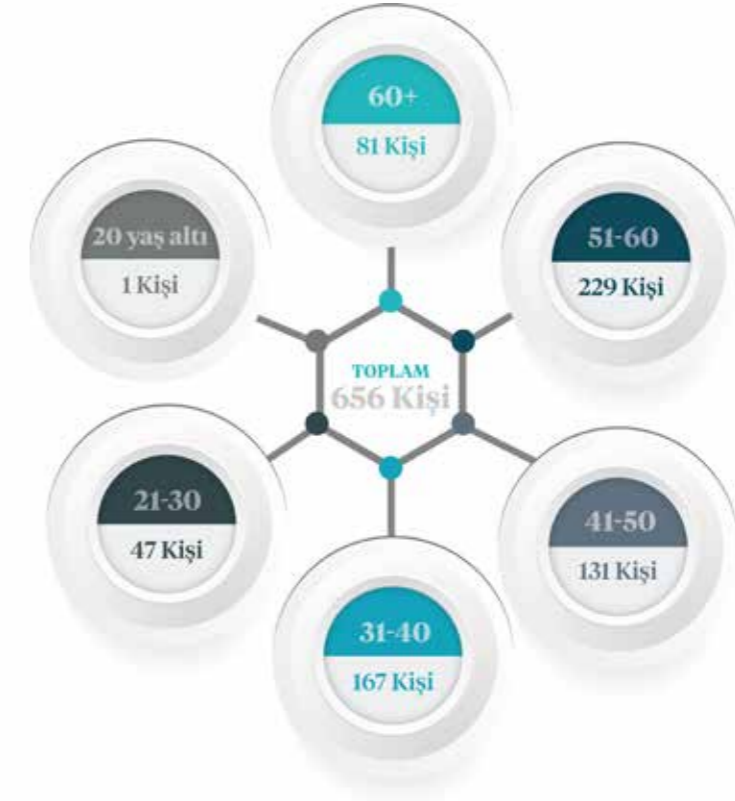 60+
81 Kişi
20 yaş altı
1 Kişi
51-60
229 Kişi
TOPLAM
656 Kişi
21-30
47 Kişi
41-50
131 Kişi
31-40
167 Kişi